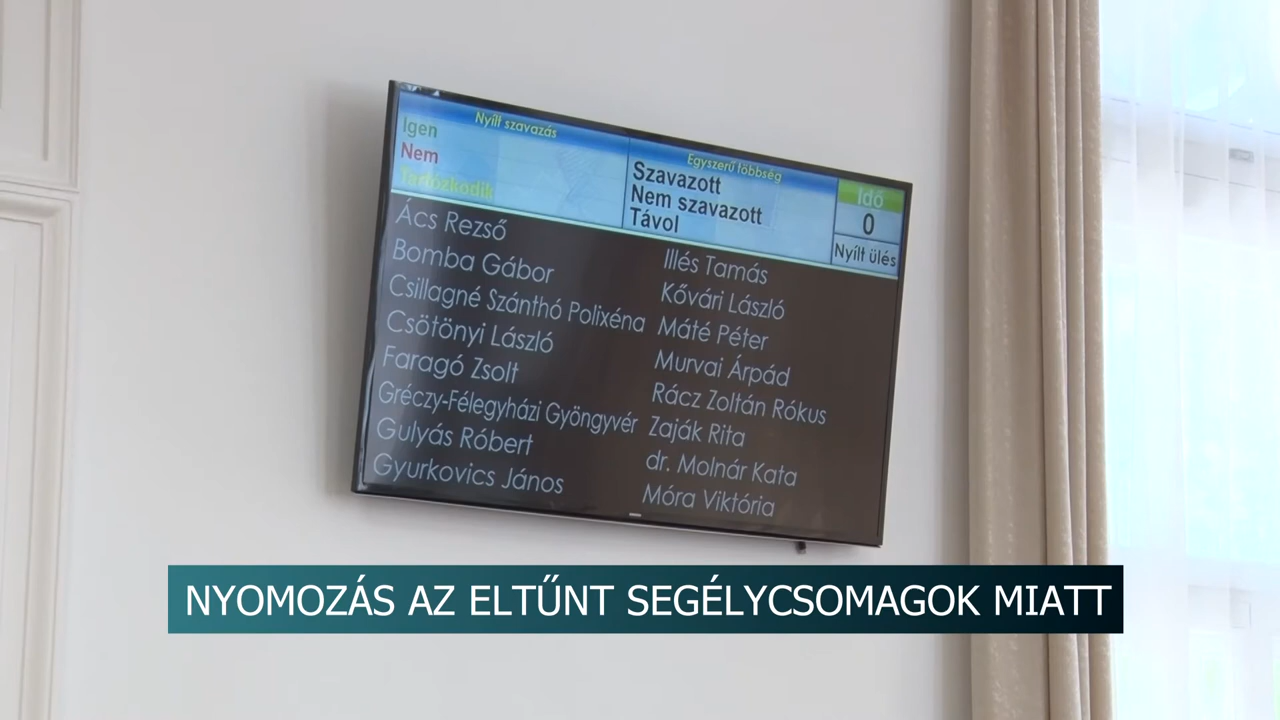 Nyílt szavazás
Igen
Nem
Tartózkodik
Egyszerű többség
Szavazott
Nem szavazott
Távol
Idő
0
Nyílt ülés
Ács Rezső
Bomba Gábor
Csillagné Szánthó Polixéna
Csötönyi László
Faragó Zsolt
Gréczy-Félegyházi Gyöngyvér
Gulyás Róbert
Gyurkovics János
Illés Tamás
Kővári László
Máté Péter
Murvai Árpád
Rácz Zoltán Rókus
Zaják Rita
dr. Molnár Kata
Móra Viktória
NYOMOZÁS AZ ELTŰNT SEGÉLYCSOMAGOK MIATT